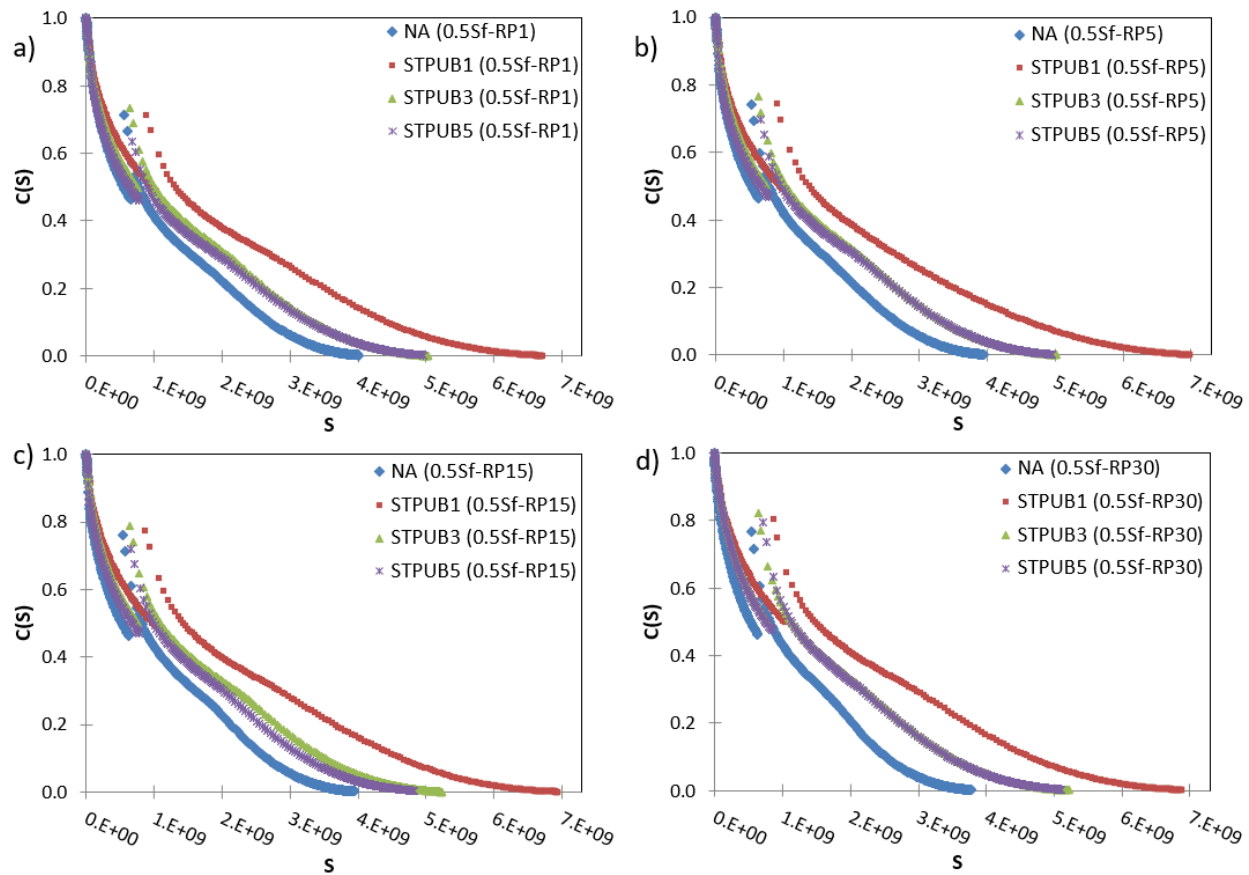 a)
1.0
0.8
0.6
0.4
0.2
0.0
C(S)
NA (0.5Sf-RP1)
STPUB1 (0.5Sf-RP1)
STPUB3 (0.5Sf-RP1)
STPUB5 (0.5Sf-RP1)
0.E+00
1.E+09
2.E+09
3.E+09
4.E+09
5.E+09
6.E+09
7.E+09
S
b)
1.0
0.8
0.6
0.4
0.2
0.0
C(S)
NA (0.5Sf-RP5)
STPUB1 (0.5Sf-RP5)
STPUB3 (0.5Sf-RP5)
STPUB5 (0.5Sf-RP5)
0.E+00
1.E+09
2.E+09
3.E+09
4.E+09
5.E+09
6.E+09
7.E+09
S
c)
1.0
0.8
0.6
0.4
0.2
0.0
C(S)
NA (0.5Sf-RP15)
STPUB1 (0.5Sf-RP15)
STPUB3 (0.5Sf-RP15)
STPUB5 (0.5Sf-RP15)
0.E+00
1.E+09
2.E+09
3.E+09
4.E+09
5.E+09
6.E+09
7.E+09
S
d)
1.0
0.8
0.6
0.4
0.2
0.0
C(S)
NA (0.5Sf-RP30)
STPUB1 (0.5Sf-RP30)
STPUB3 (0.5Sf-RP30)
STPUB5 (0.5Sf-RP30)
0.E+00
1.E+09
2.E+09
3.E+09
4.E+09
5.E+09
6.E+09
7.E+09
S